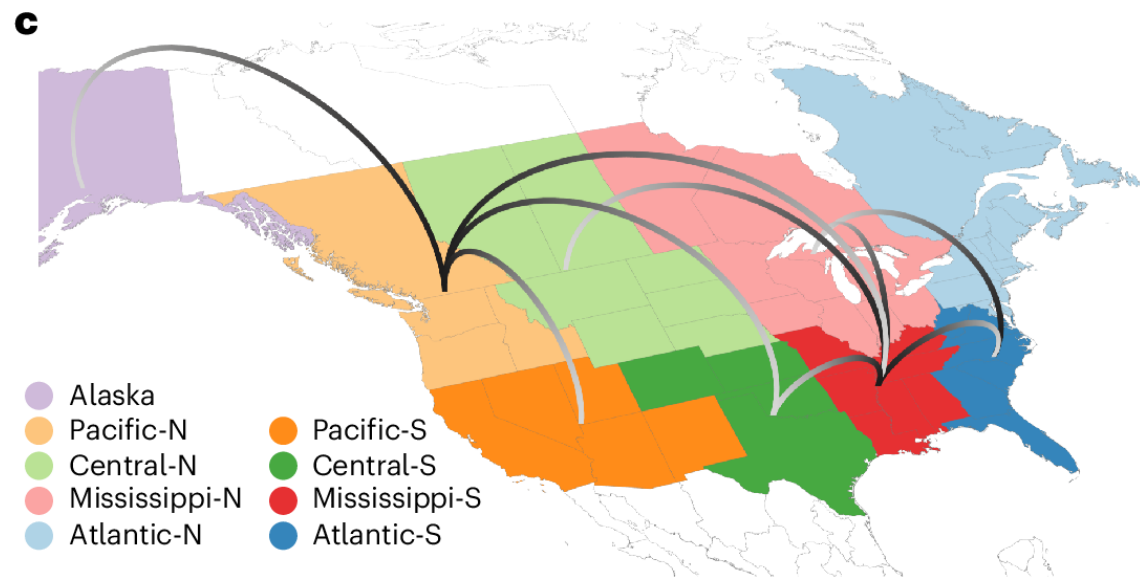 c
Alaska
Pacific-N
Pacific-S
Central-N
Central-S
Mississippi-N
Mississippi-S
Atlantic-N
Atlantic-S